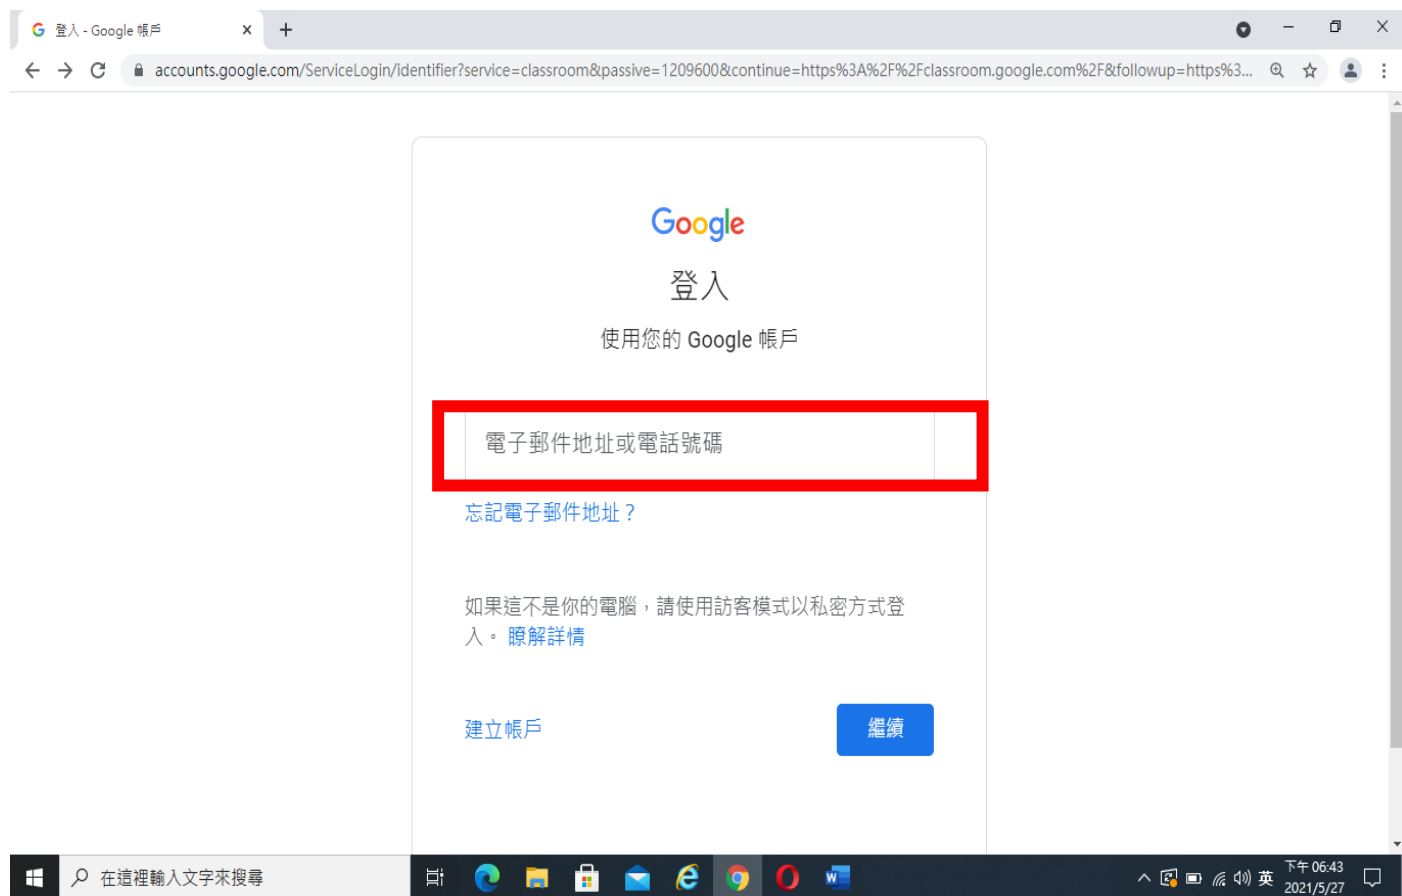 登入 - Google 帳戶
accounts.google.com/ServiceLogin/identifier?service=classroom&passive=1209600&continue=https%3A%2F%2Fclassroom.google.com%2F&followup=https%3...
Google
登入
使用您的 Google 帳戶
電子郵件地址或電話號碼
忘記電子郵件地址？
如果這不是你的電腦，請使用訪客模式以私密方式登
入。 瞭解詳情
建立帳戶
繼續
在這裡輸入文字來搜尋
英
下午 06:43
2021/5/27